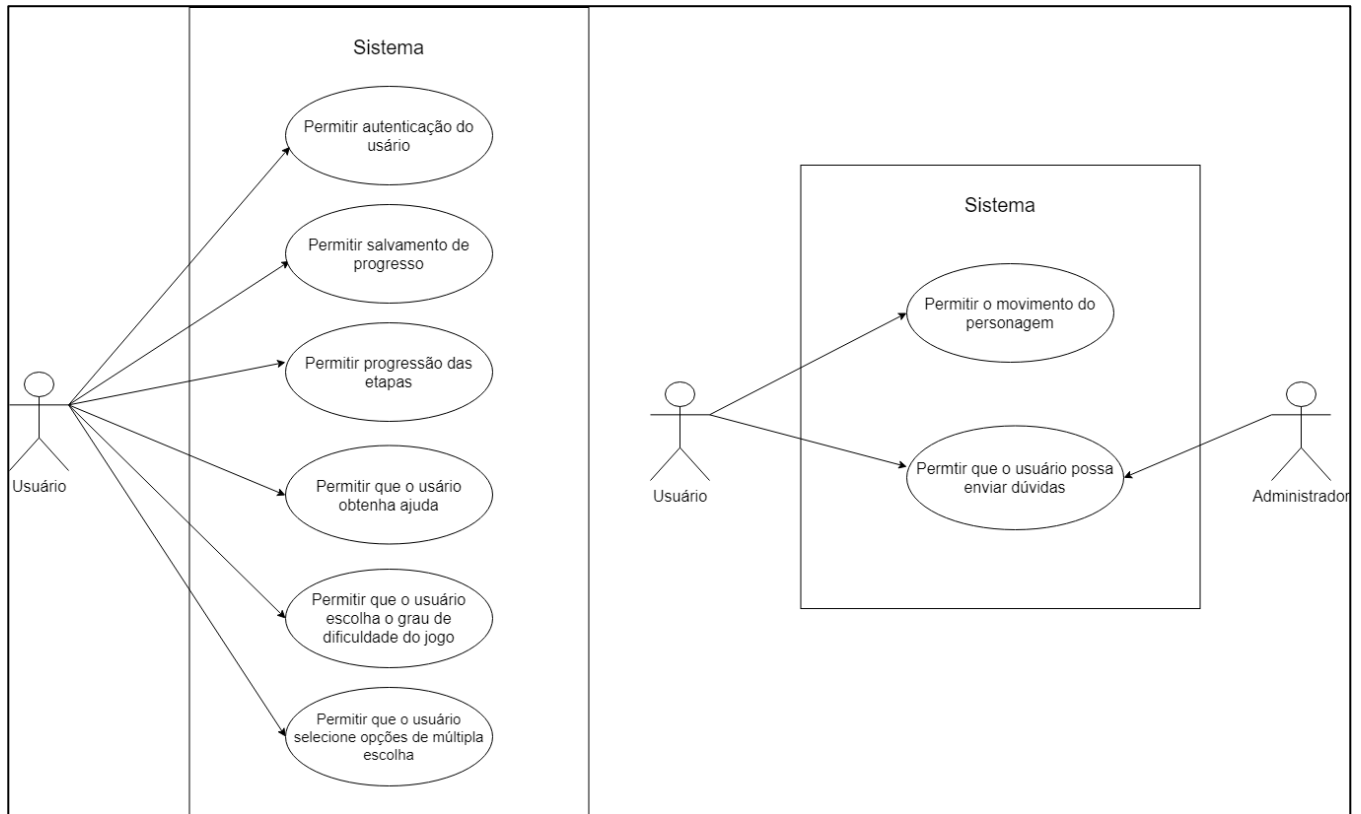 Sistema
Permitir autenticação do
usário
Permitir salvamento de
progresso
Permitir progressão das
etapas
Usuário
Permitir que o usário
obtenha ajuda
Permitir que o usuário
escolha o grau de
dificuldade do jogo
Permitir que o usuário
selecione opções de múltipla
escolha
Sistema
Permitir o movimento do
personagem
Usuário
Permtir que o usuário possa
enviar dúvidas
Administrador